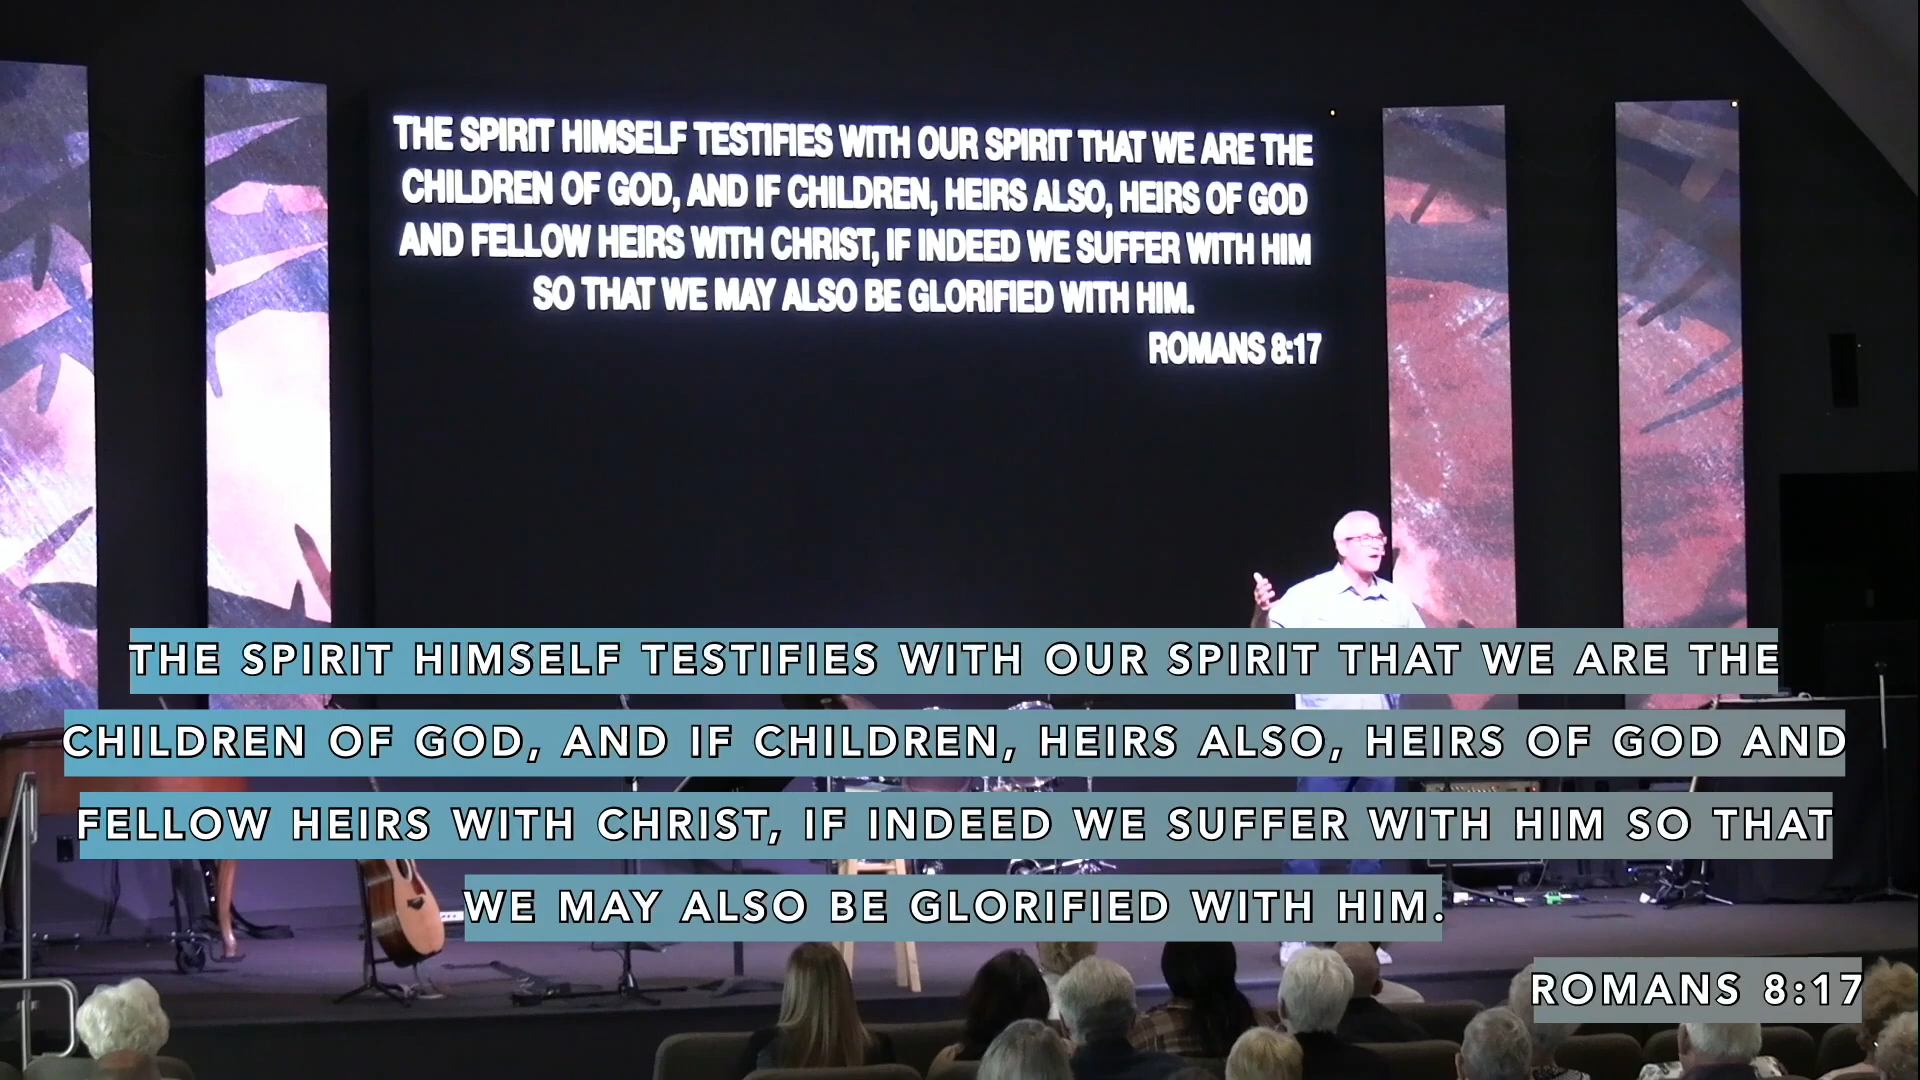 THE SPIRIT HIMSELF TESTIFIES WITH OUR SPIRIT THAT WE ARE THE
CHILDREN OF GOD, AND IF CHILDREN, HEIRS ALSO, HEIRS OF GOD
AND FELLOW HEIRS WITH CHRIST, IF INDEED WE SUFFER WITH HIM
SO THAT WE MAY ALSO BE GLORIFIED WITH HIM.
ROMANS 8:17
THE SPIRIT HIMSELF TESTIFIES WITH OUR SPIRIT THAT WE ARE THE
CHILDREN OF GOD, AND IF CHILDREN, HEIRS ALSO, HEIRS OF GOD AND
FELLOW HEIRS WITH CHRIST, IF INDEED WE SUFFER WITH HIM SO THAT
WE MAY ALSO BE GLORIFIED WITH HIM.
ROMANS 8:17